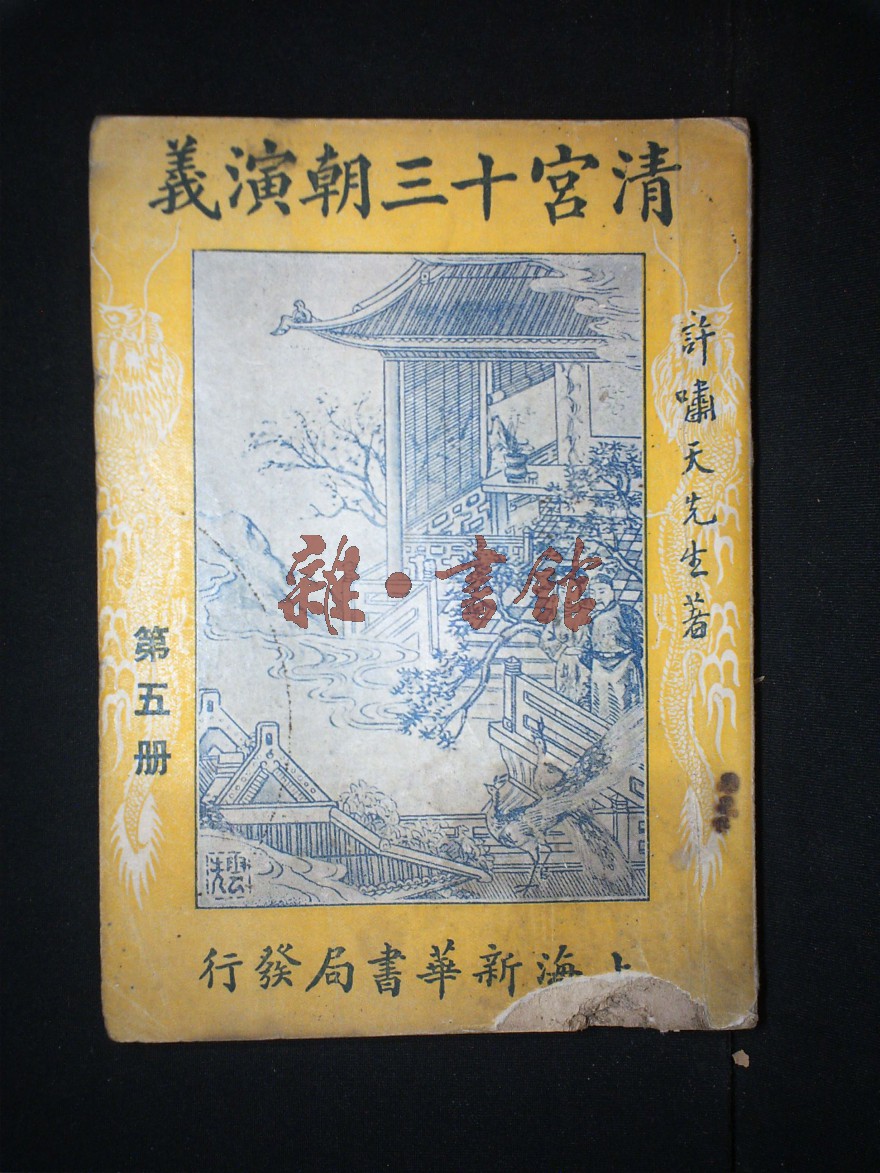 清宮十三朝演義
許嘯天先生著
雜·書館
第五册
上海新華書局發行